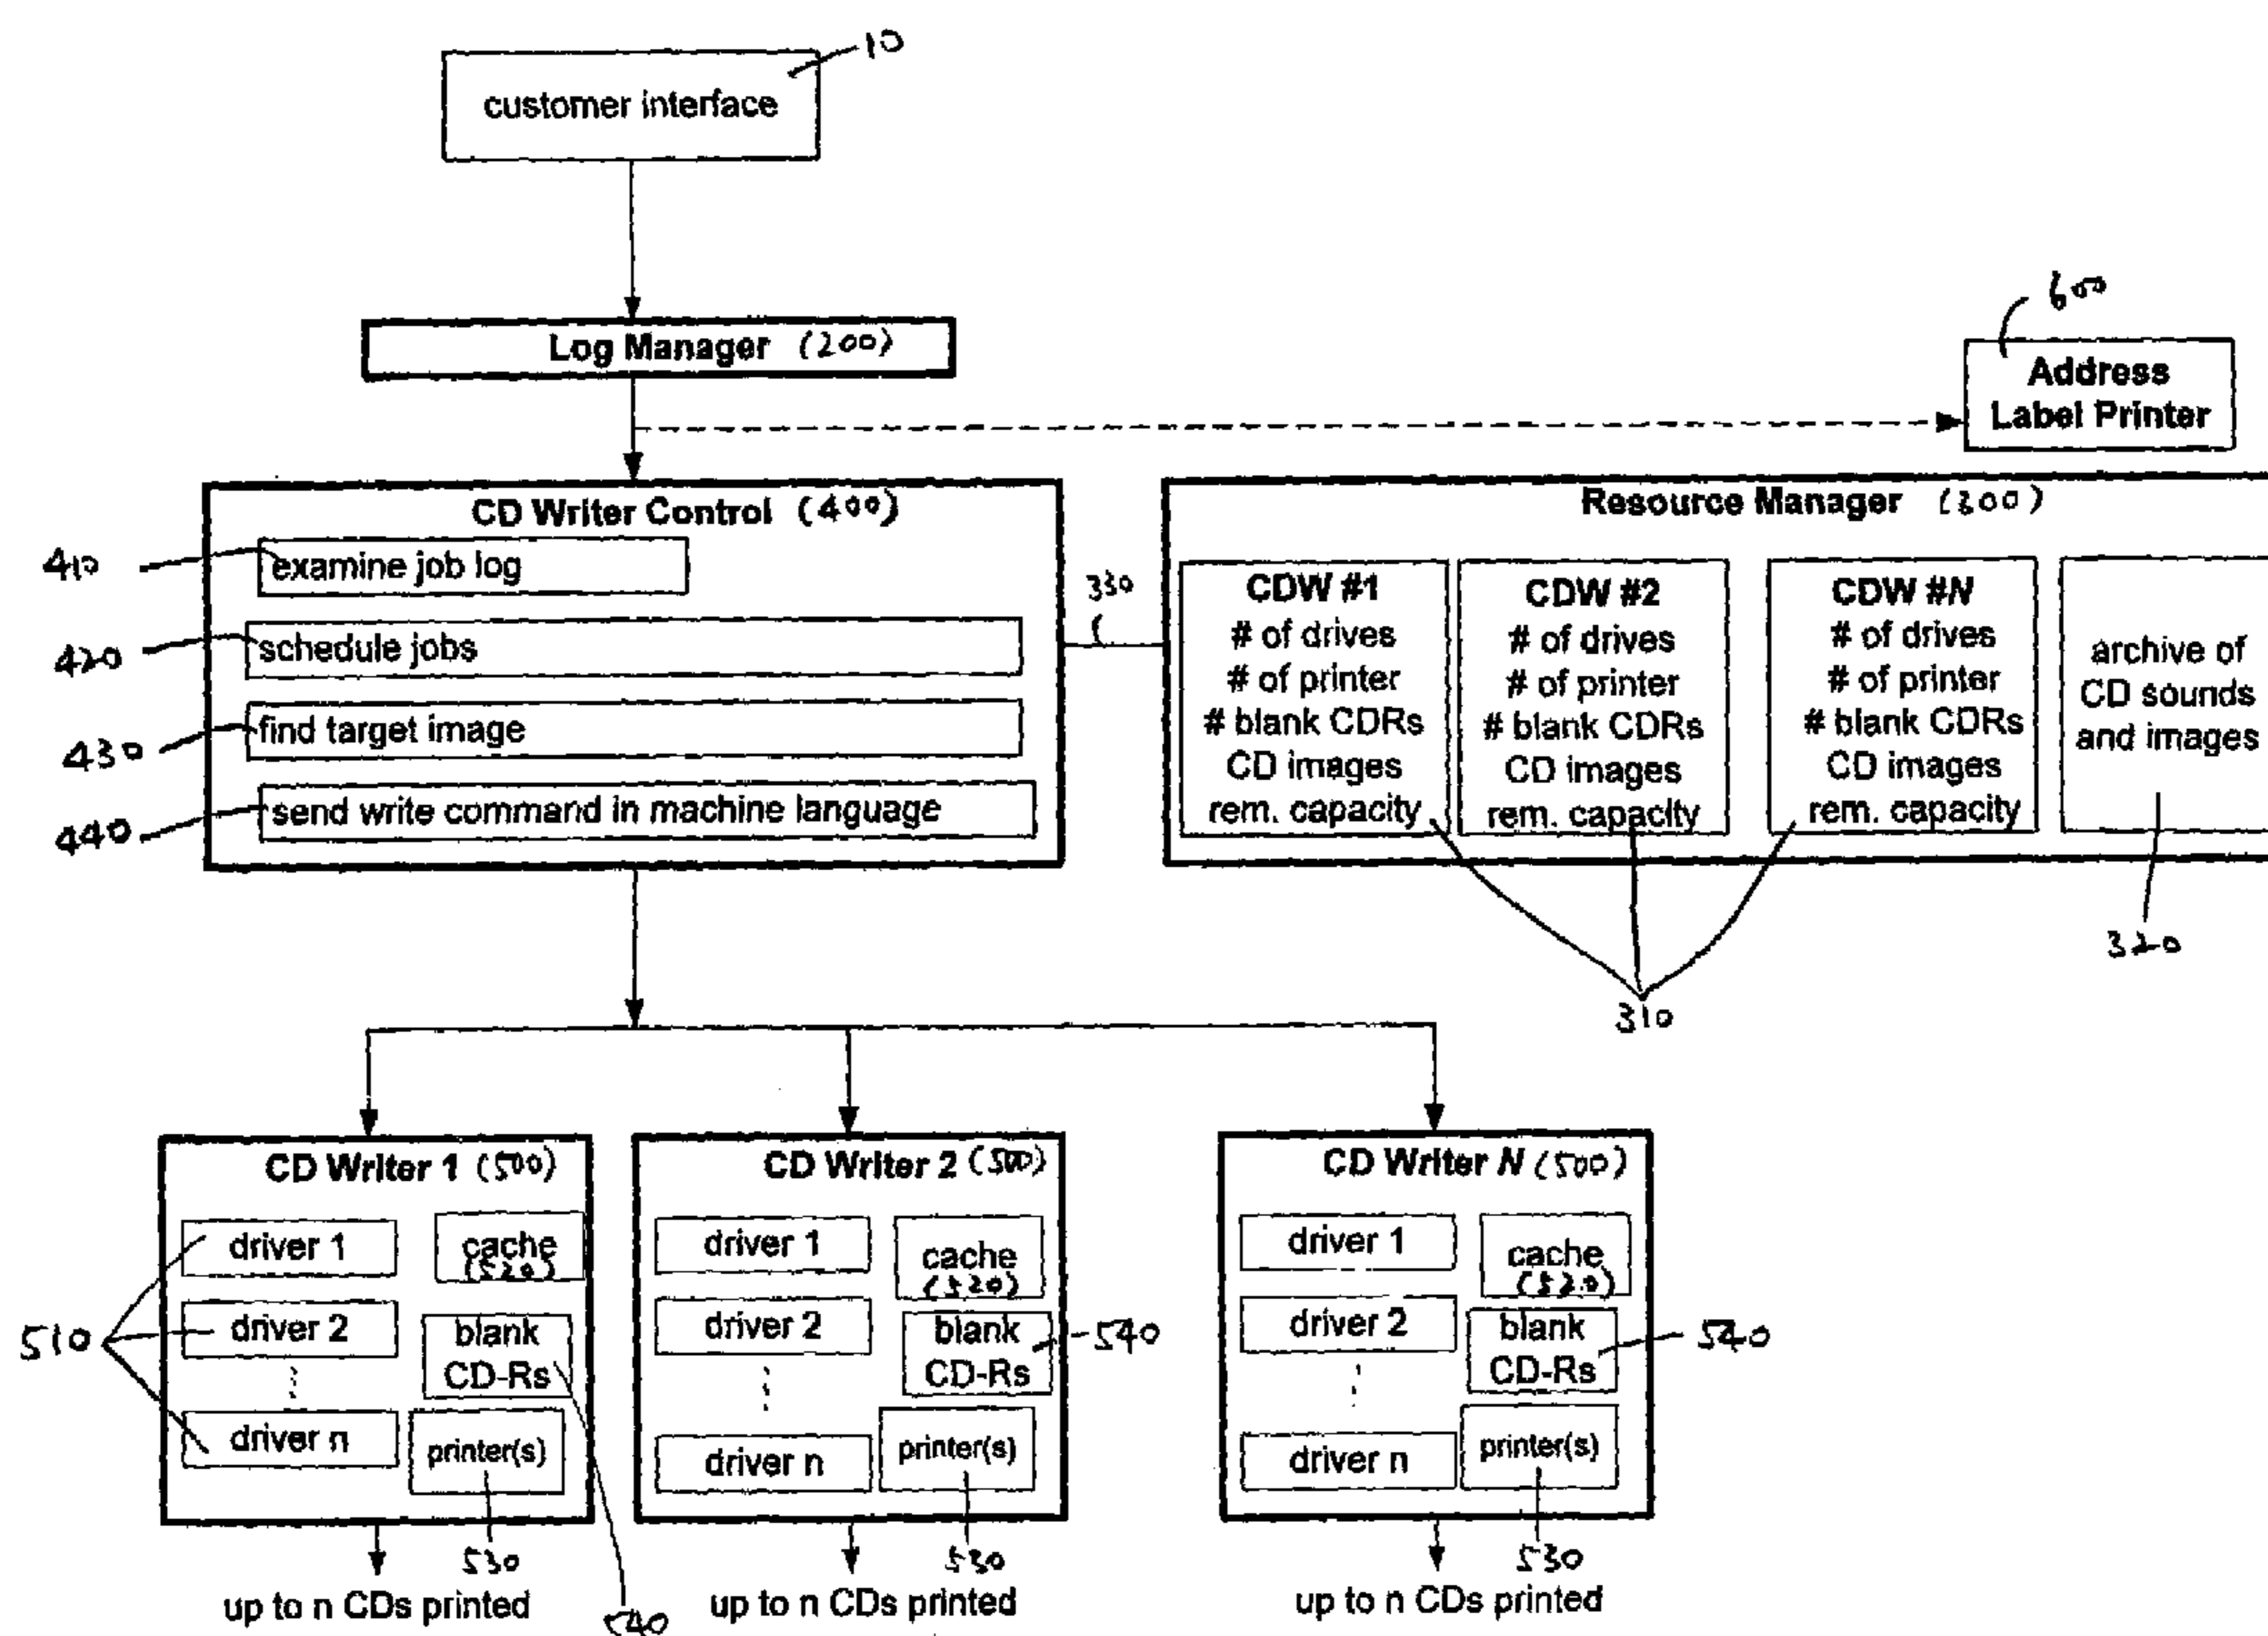 10
customer interface
Log Manager (200)
600
Address
Label Printer
CD Writer Control (400)
410
examine job log
420
schedule jobs
430
find target image
440
send write command in machine language
330
Resource Manager (300)
CDW #1
# of drives
# of printer
# blank CDRs
CD images
rem. capacity
CDW #2
# of drives
# of printer
# blank CDRs
CD images
rem. capacity
CDW #N
# of drives
# of printer
# blank CDRs
CD images
rem. capacity
archive of
CD sounds
and images
310
320
CD Writer 1 (500)
driver 1
driver 2
driver n
510
cache
(520)
blank
CD-Rs
printer(s)
530
540
up to n CDs printed
CD Writer 2 (500)
driver 1
driver 2
driver n
cache
(520)
blank
CD-Rs
540
printer(s)
530
up to n CDs printed
CD Writer N (500)
driver 1
driver 2
driver n
cache
(520)
blank
CD-Rs
540
printer(s)
530
up to n CDs printed